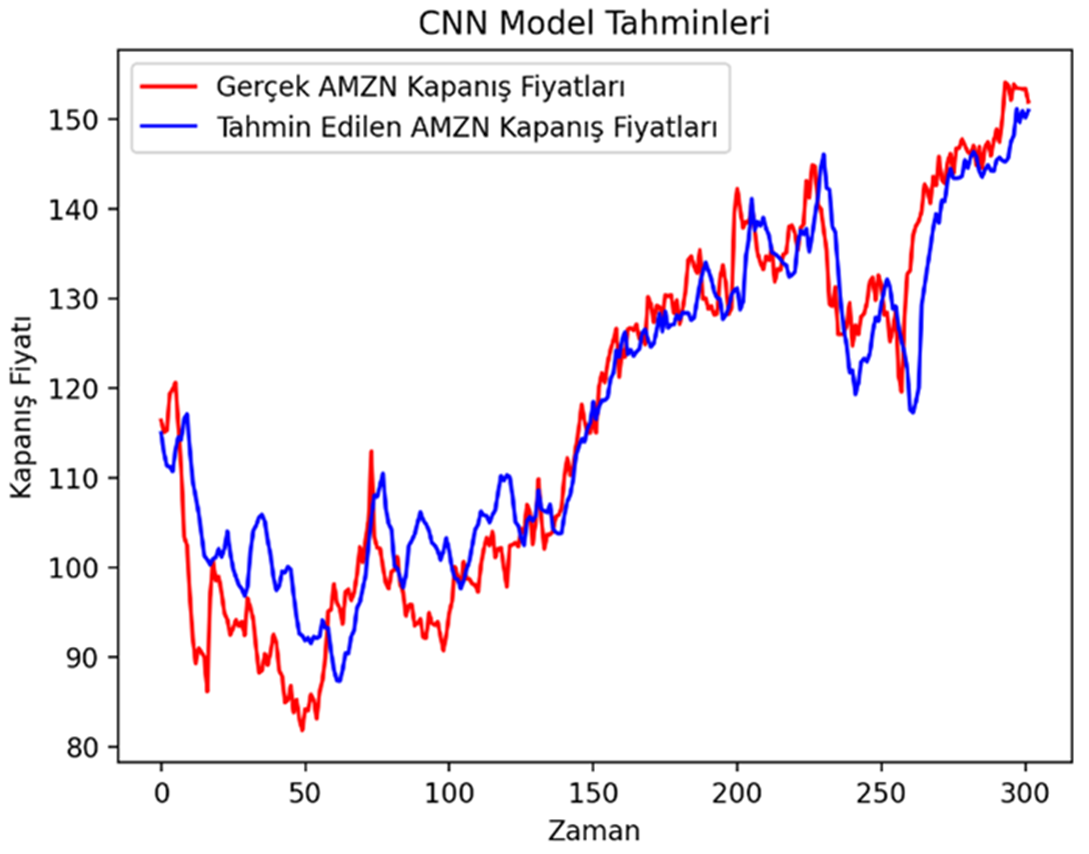 CNN Model Tahminleri
Gerçek AMZN Kapanış Fiyatları
Tahmin Edilen AMZN Kapanış Fiyatları
150
140
130
120
110
100
90
80
Kapanış Fiyatı
0 50 100 150 200 250 300
Zaman